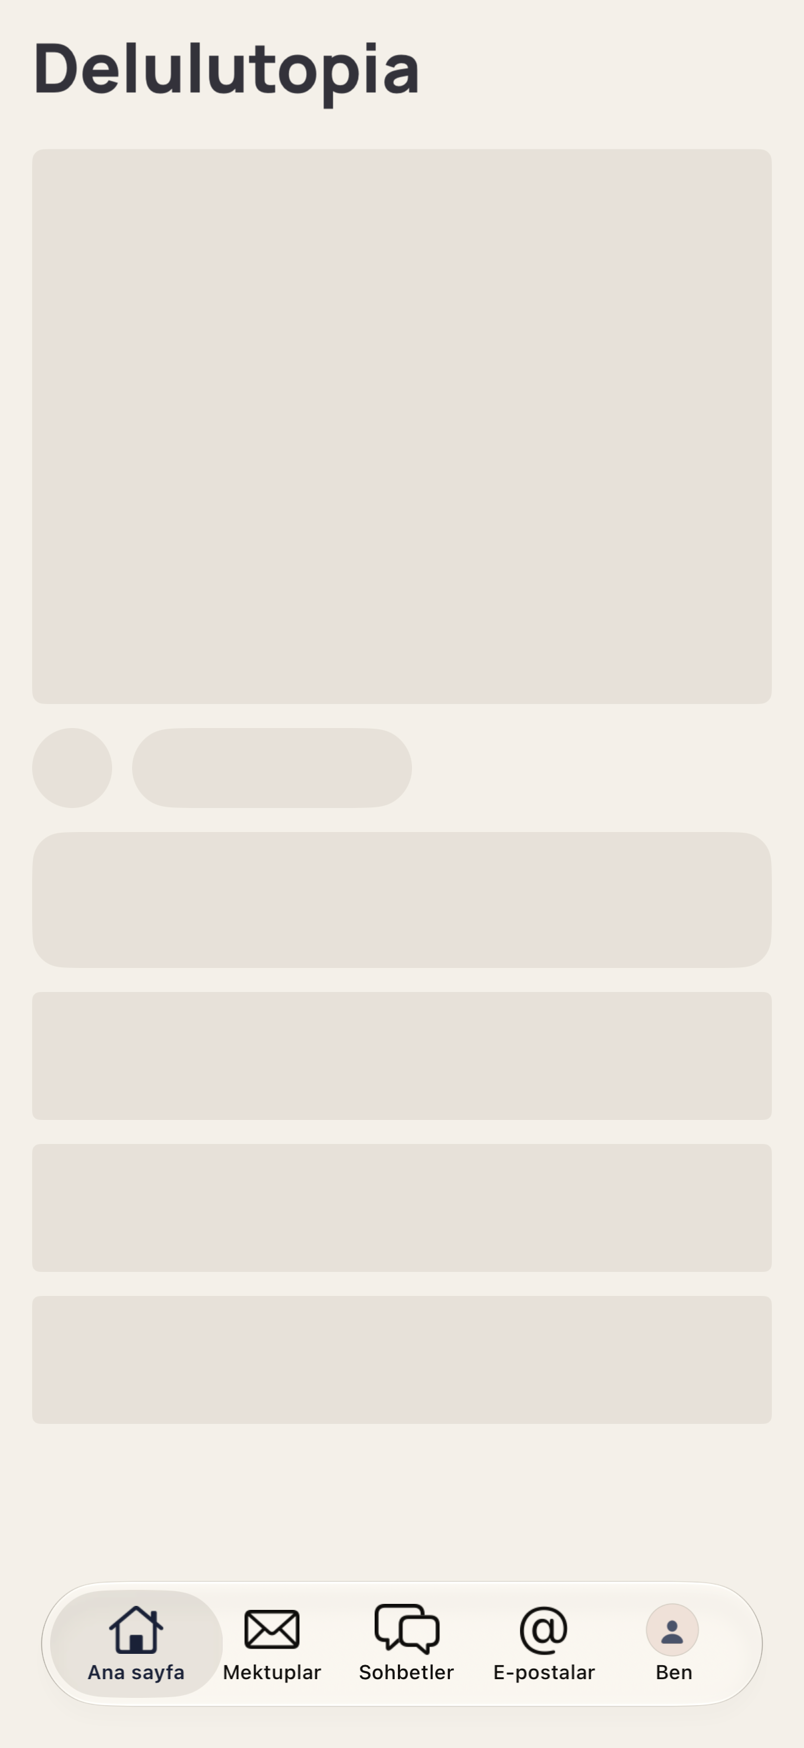 Delulutopia
Ana sayfa
Mektuplar
Sohbetler
E-postalar
Ben